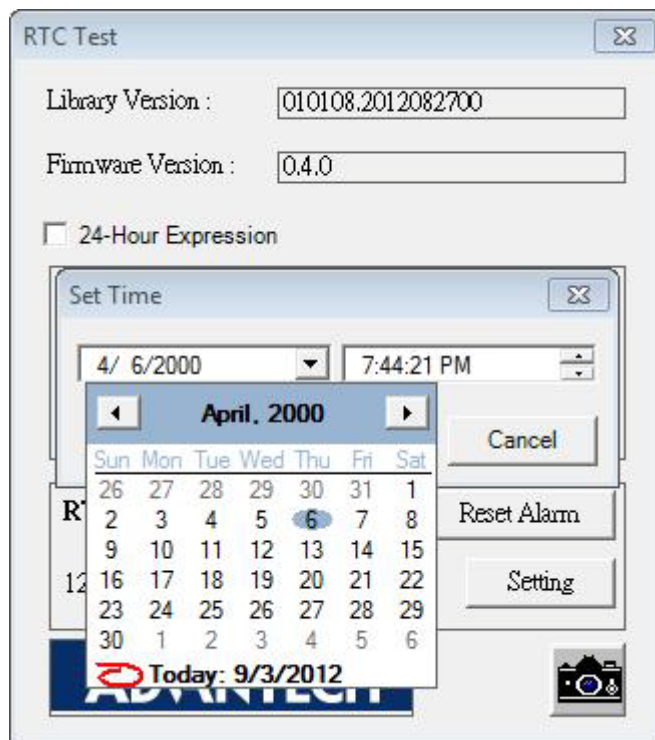 RTC Test
Library Version : 010108.2012082700
Firmware Version : 0.4.0
24-Hour Expression
Set Time
4/ 6/2000 7:44:21 PM
April, 2000
Cancel
Sun Mon Tue Wed Thu Fri Sat
26 27 28 29 30 31 1
2 3 4 5 6 7 8
Reset Alarm
9 10 11 12 13 14 15
16 17 18 19 20 21 22
Setting
23 24 25 26 27 28 29
30 1 2 3 4 5 6
Today: 9/3/2012
ADVANTECH